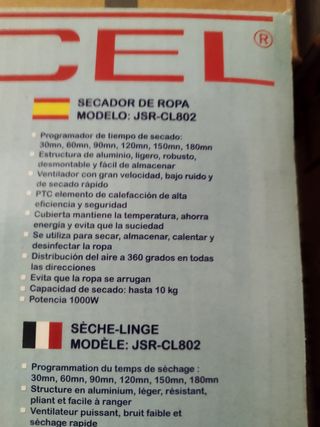 CEL®
SECADOR DE ROPA
MODELO: JSR-CL802
Programador de tiempo de secado:
30mn, 60mn, 90mn, 120mn, 150mn, 180mn
Estructura de aluminio, ligero, robusto,
desmontable y fácil de almacenar
Ventilador con gran velocidad, bajo ruido y
de secado rápido
PTC elemento de calefacción de alta
eficiencia y seguridad
Cubierta mantiene la temperatura, ahorra
energía y evita que la suciedad
Se utiliza para secar, almacenar, calentar y
desinfectar la ropa
Distribución del aire a 360 grados en todas
las direcciones
Evita que la ropa se arrugan
Capacidad de secado: hasta 10 kg
Potencia 1000W
SÈCHE-LINGE
MODÈLE: JSR-CL802
Programmation du temps de séchage :
30mn, 60mn, 90mn, 120mn, 150mn, 180mn
Structure en aluminium, léger, résistant,
pliant et facile à ranger
Ventilateur puissant, bruit faible et
séchage rapide